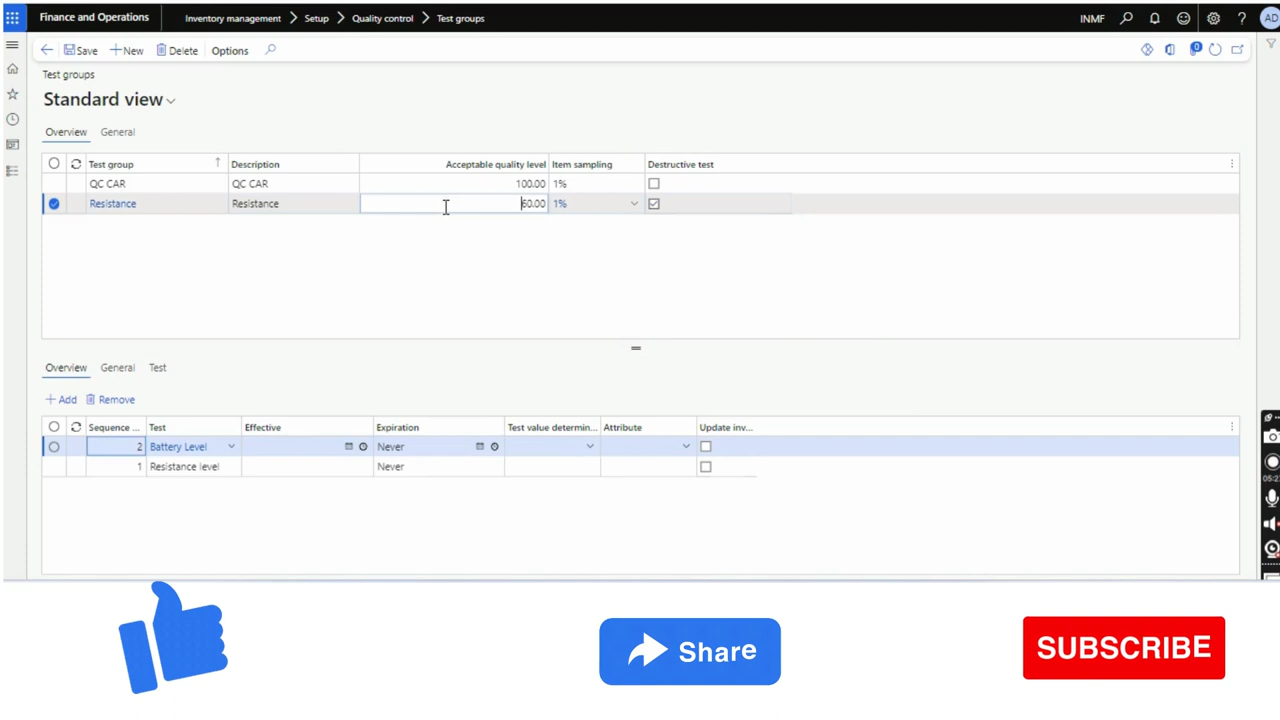 Finance and Operations Inventory management Setup Quality control Test groups INMF ? AD
Save + New Delete Options 0
Test groups
Standard view
Overview General
Test group Description Acceptable quality level Item sampling Destructive test
QC CAR QC CAR 100.00 1%
Resistance Resistance 60.00 1%
Overview General Test
+ Add Remove
Sequence ... Test Effective Expiration Test value determin... Attribute Update inv...
2 Battery Level Never
1 Resistance level Never
Share
SUBSCRIBE